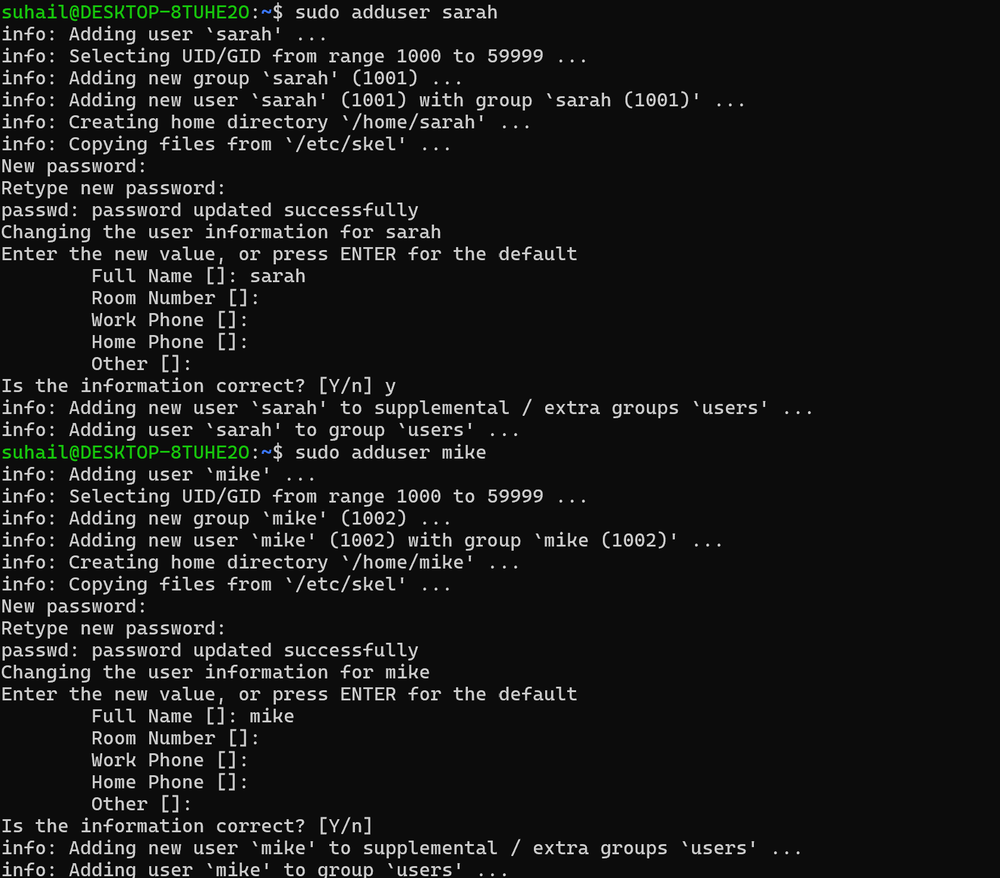 suhail@DESKTOP-8TUHE2O:~$ sudo adduser sarah
info: Adding user `sarah' ...
info: Selecting UID/GID from range 1000 to 59999 ...
info: Adding new group `sarah' (1001) ...
info: Adding new user `sarah' (1001) with group `sarah (1001)' ...
info: Creating home directory `/home/sarah' ...
info: Copying files from `/etc/skel' ...
New password:
Retype new password:
passwd: password updated successfully
Changing the user information for sarah
Enter the new value, or press ENTER for the default
        Full Name []: sarah
        Room Number []:
        Work Phone []:
        Home Phone []:
        Other []:
Is the information correct? [Y/n] y
info: Adding new user `sarah' to supplemental / extra groups `users' ...
info: Adding user `sarah' to group `users' ...
suhail@DESKTOP-8TUHE2O:~$ sudo adduser mike
info: Adding user `mike' ...
info: Selecting UID/GID from range 1000 to 59999 ...
info: Adding new group `mike' (1002) ...
info: Adding new user `mike' (1002) with group `mike (1002)' ...
info: Creating home directory `/home/mike' ...
info: Copying files from `/etc/skel' ...
New password:
Retype new password:
passwd: password updated successfully
Changing the user information for mike
Enter the new value, or press ENTER for the default
        Full Name []: mike
        Room Number []:
        Work Phone []:
        Home Phone []:
        Other []:
Is the information correct? [Y/n]
info: Adding new user `mike' to supplemental / extra groups `users' ...
info: Adding user `mike' to group `users' ...